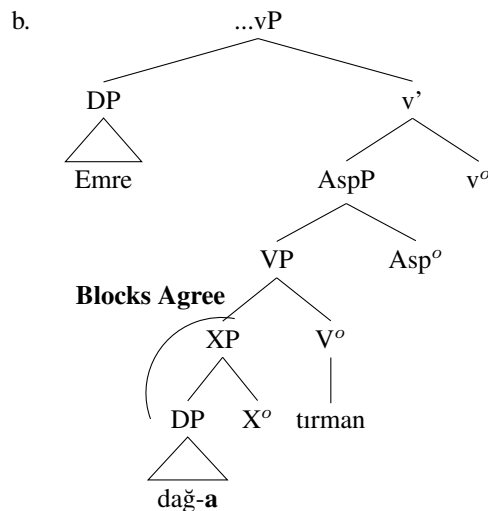 b. ...vP
DP v’
Emre AspP vᵒ
VP Aspᵒ
Blocks Agree
XP Vᵒ
DP Xᵒ tırman
dağ-a